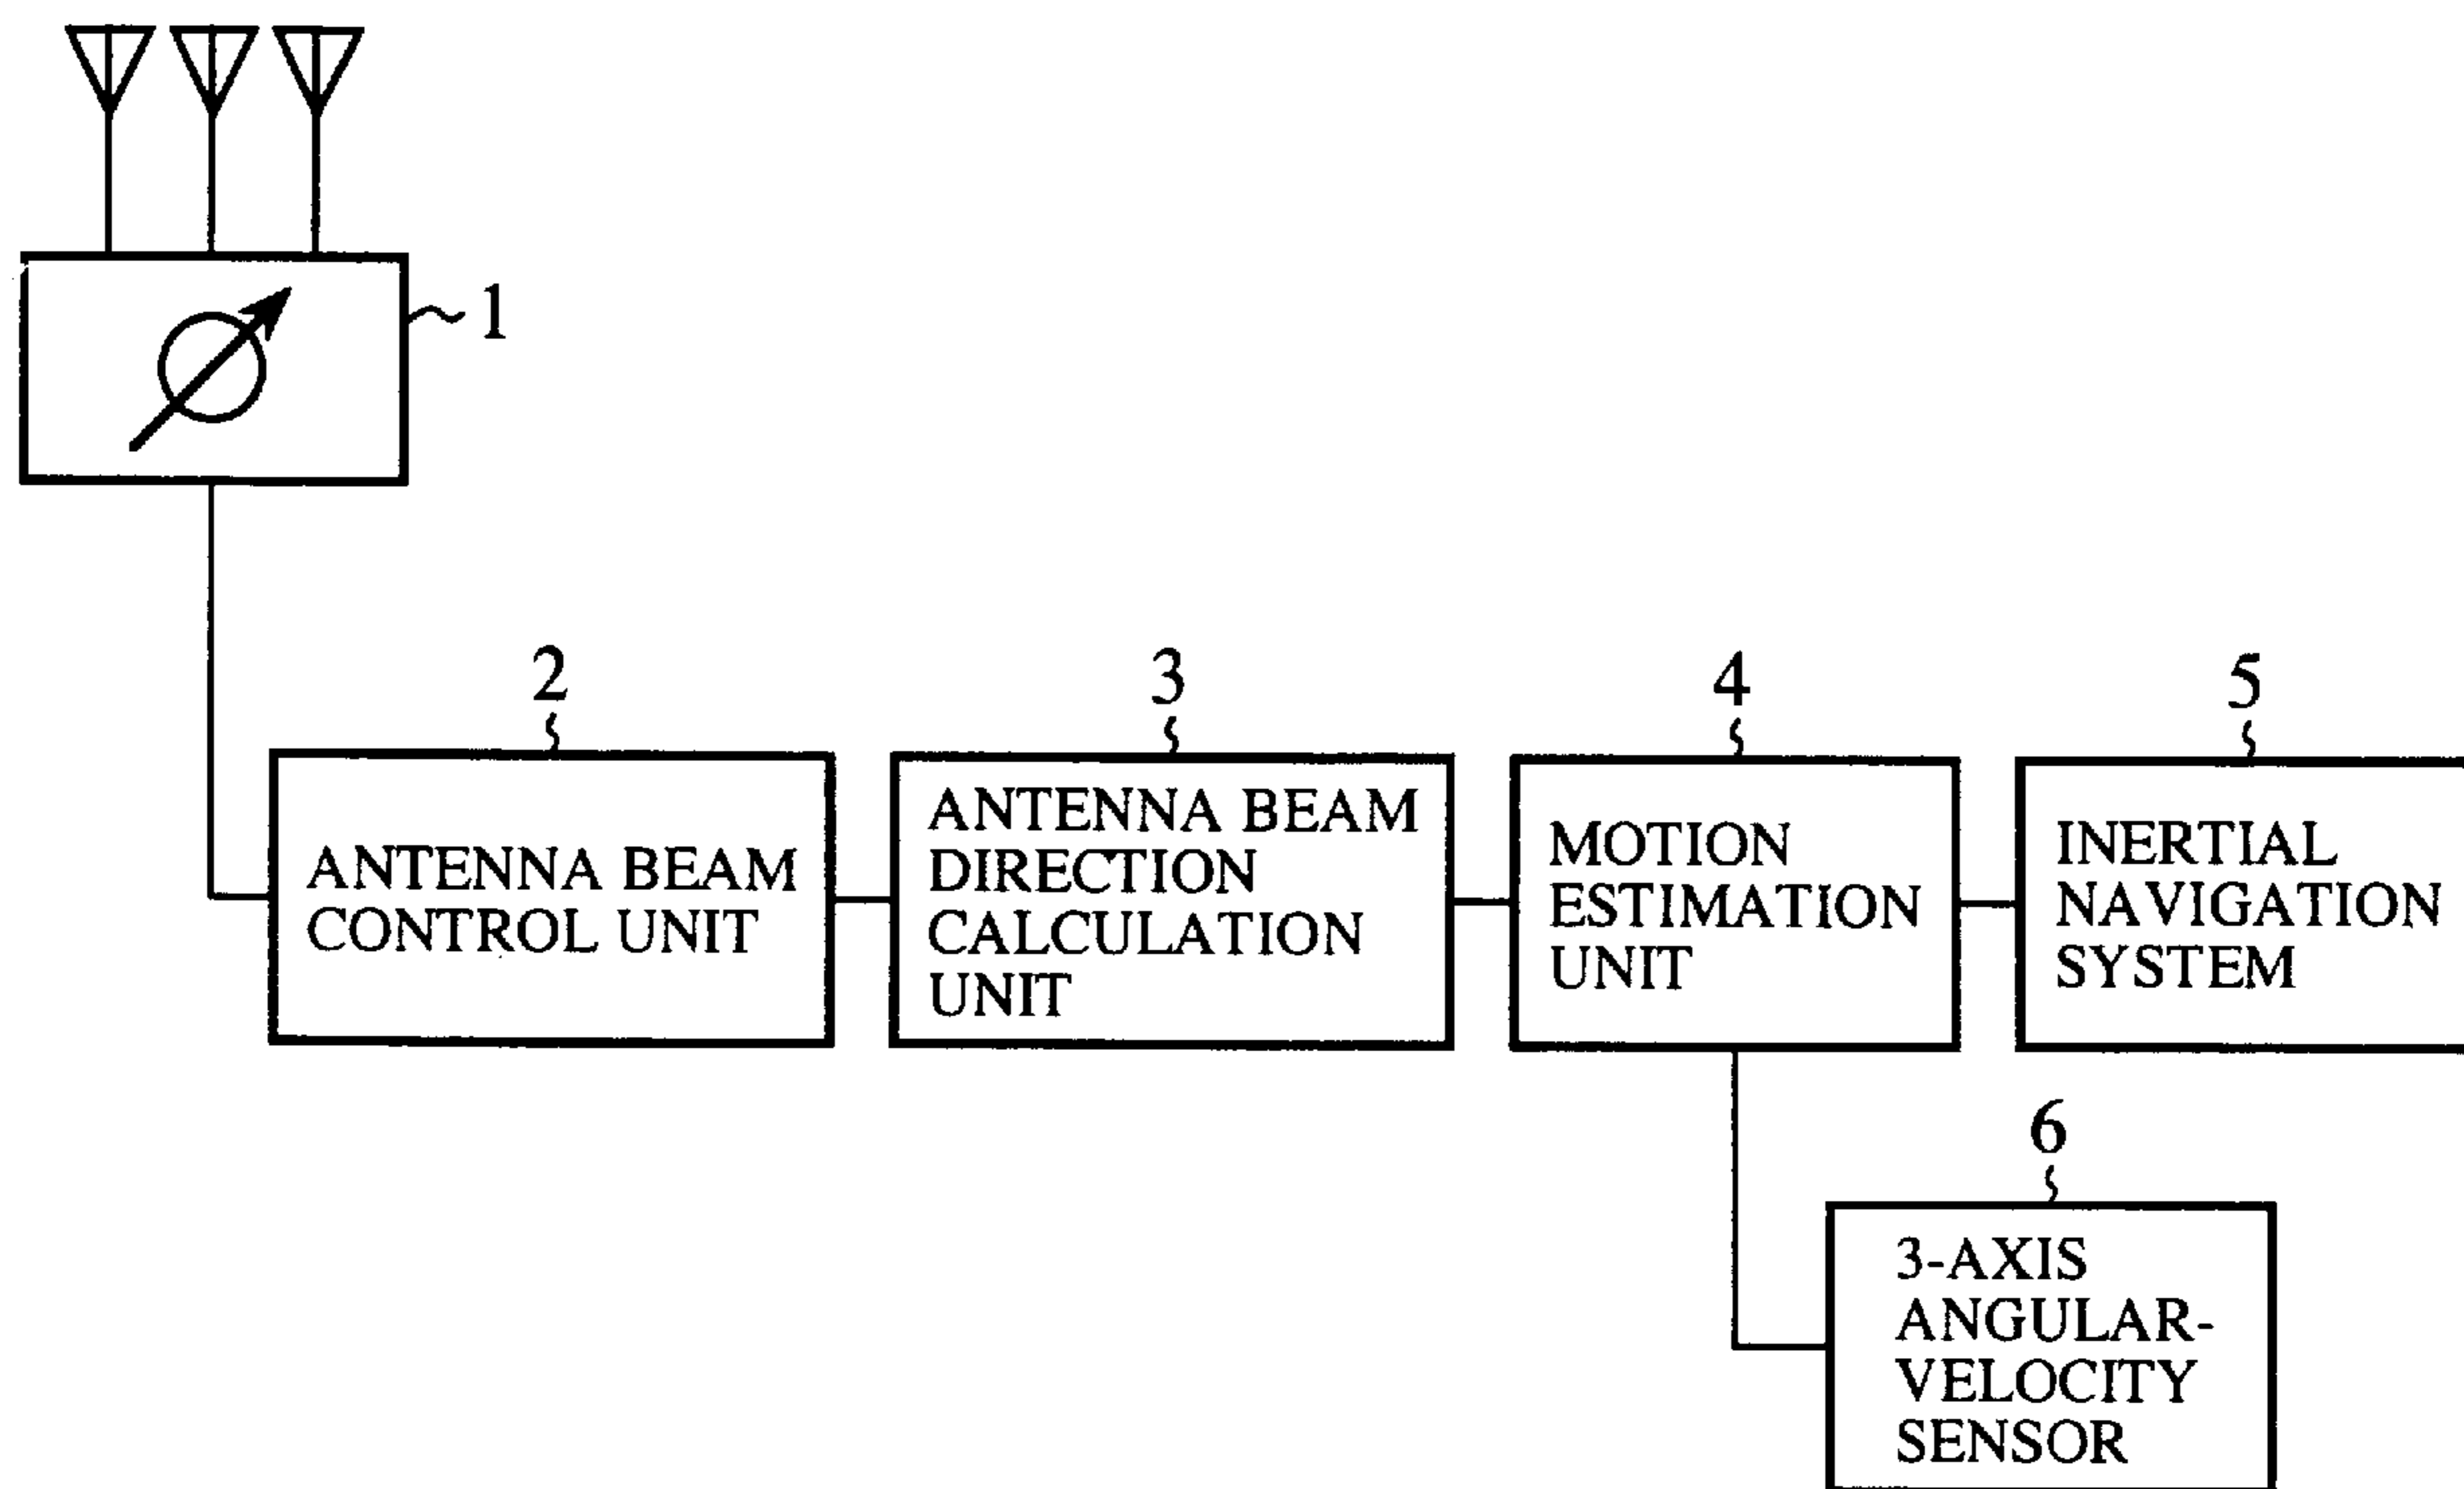 1
2
3
4
5
ANTENNA BEAM
CONTROL UNIT
ANTENNA BEAM
DIRECTION
CALCULATION
UNIT
MOTION
ESTIMATION
UNIT
INERTIAL
NAVIGATION
SYSTEM
6
3-AXIS
ANGULAR-
VELOCITY
SENSOR